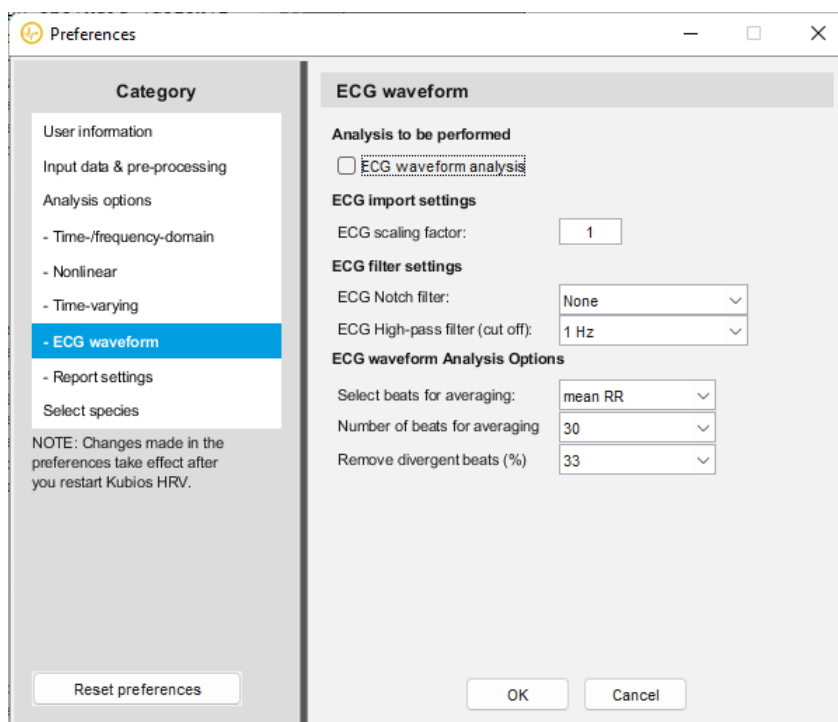 Preferences
Category
User information
Input data & pre-processing
Analysis options
- Time-/frequency-domain
- Nonlinear
- Time-varying
- ECG waveform
- Report settings
Select species
NOTE: Changes made in the
preferences take effect after
you restart Kubios HRV.
Reset preferences
ECG waveform
Analysis to be performed
ECG waveform analysis
ECG import settings
ECG scaling factor: 1
ECG filter settings
ECG Notch filter: None
ECG High-pass filter (cut off): 1 Hz
ECG waveform Analysis Options
Select beats for averaging: mean RR
Number of beats for averaging 30
Remove divergent beats (%) 33
OK Cancel